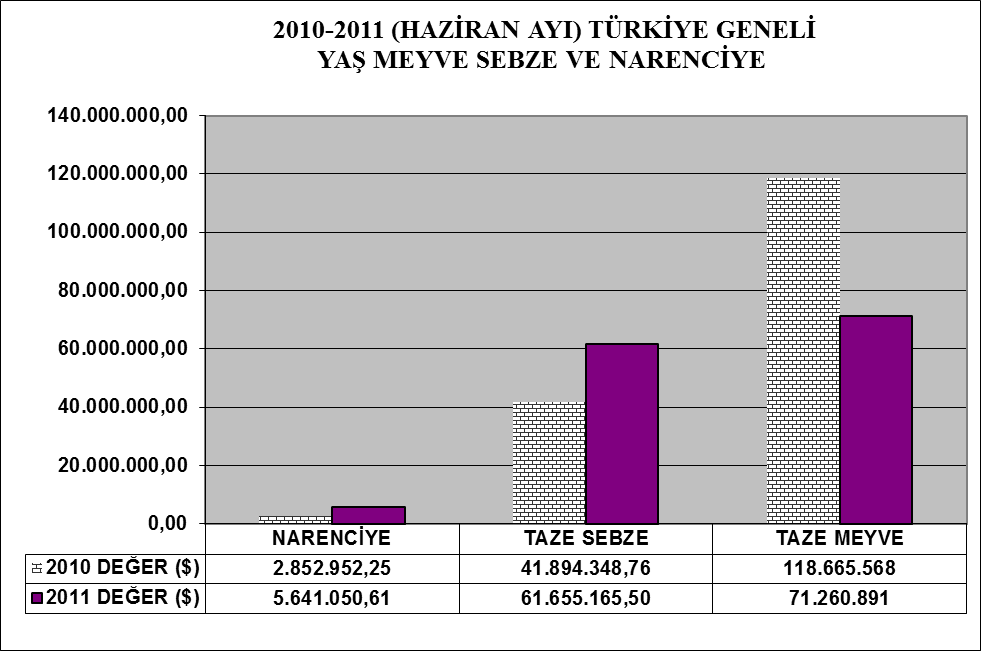 2010-2011 (HAZİRAN AYI) TÜRKİYE GENELİ
YAŞ MEYVE SEBZE VE NARENCİYE
140.000.000,00
120.000.000,00
100.000.000,00
80.000.000,00
60.000.000,00
40.000.000,00
20.000.000,00
0,00
NARENCİYE TAZE SEBZE TAZE MEYVE
2010 DEĞER ($) 2.852.952,25 41.894.348,76 118.665.568
2011 DEĞER ($) 5.641.050,61 61.655.165,50 71.260.891